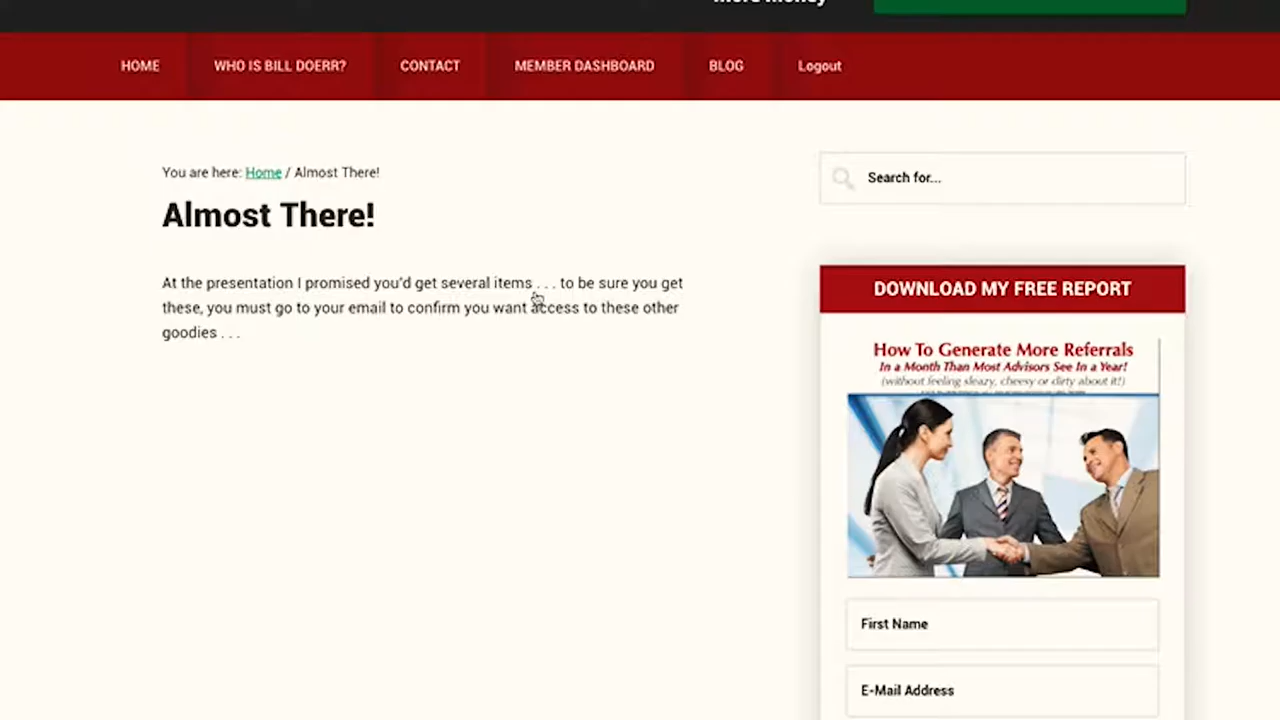 More Money
HOME WHO IS BILL DOERR? CONTACT MEMBER DASHBOARD BLOG Logout
You are here: Home / Almost There!
Almost There!
At the presentation I promised you'd get several items . . . to be sure you get
these, you must go to your email to confirm you want access to these other
goodies . . .
Search for...
DOWNLOAD MY FREE REPORT
How To Generate More Referrals
In a Month Than Most Advisors See In a Year!
(without feeling sleazy, cheesy or dirty about it!)
First Name
E-Mail Address